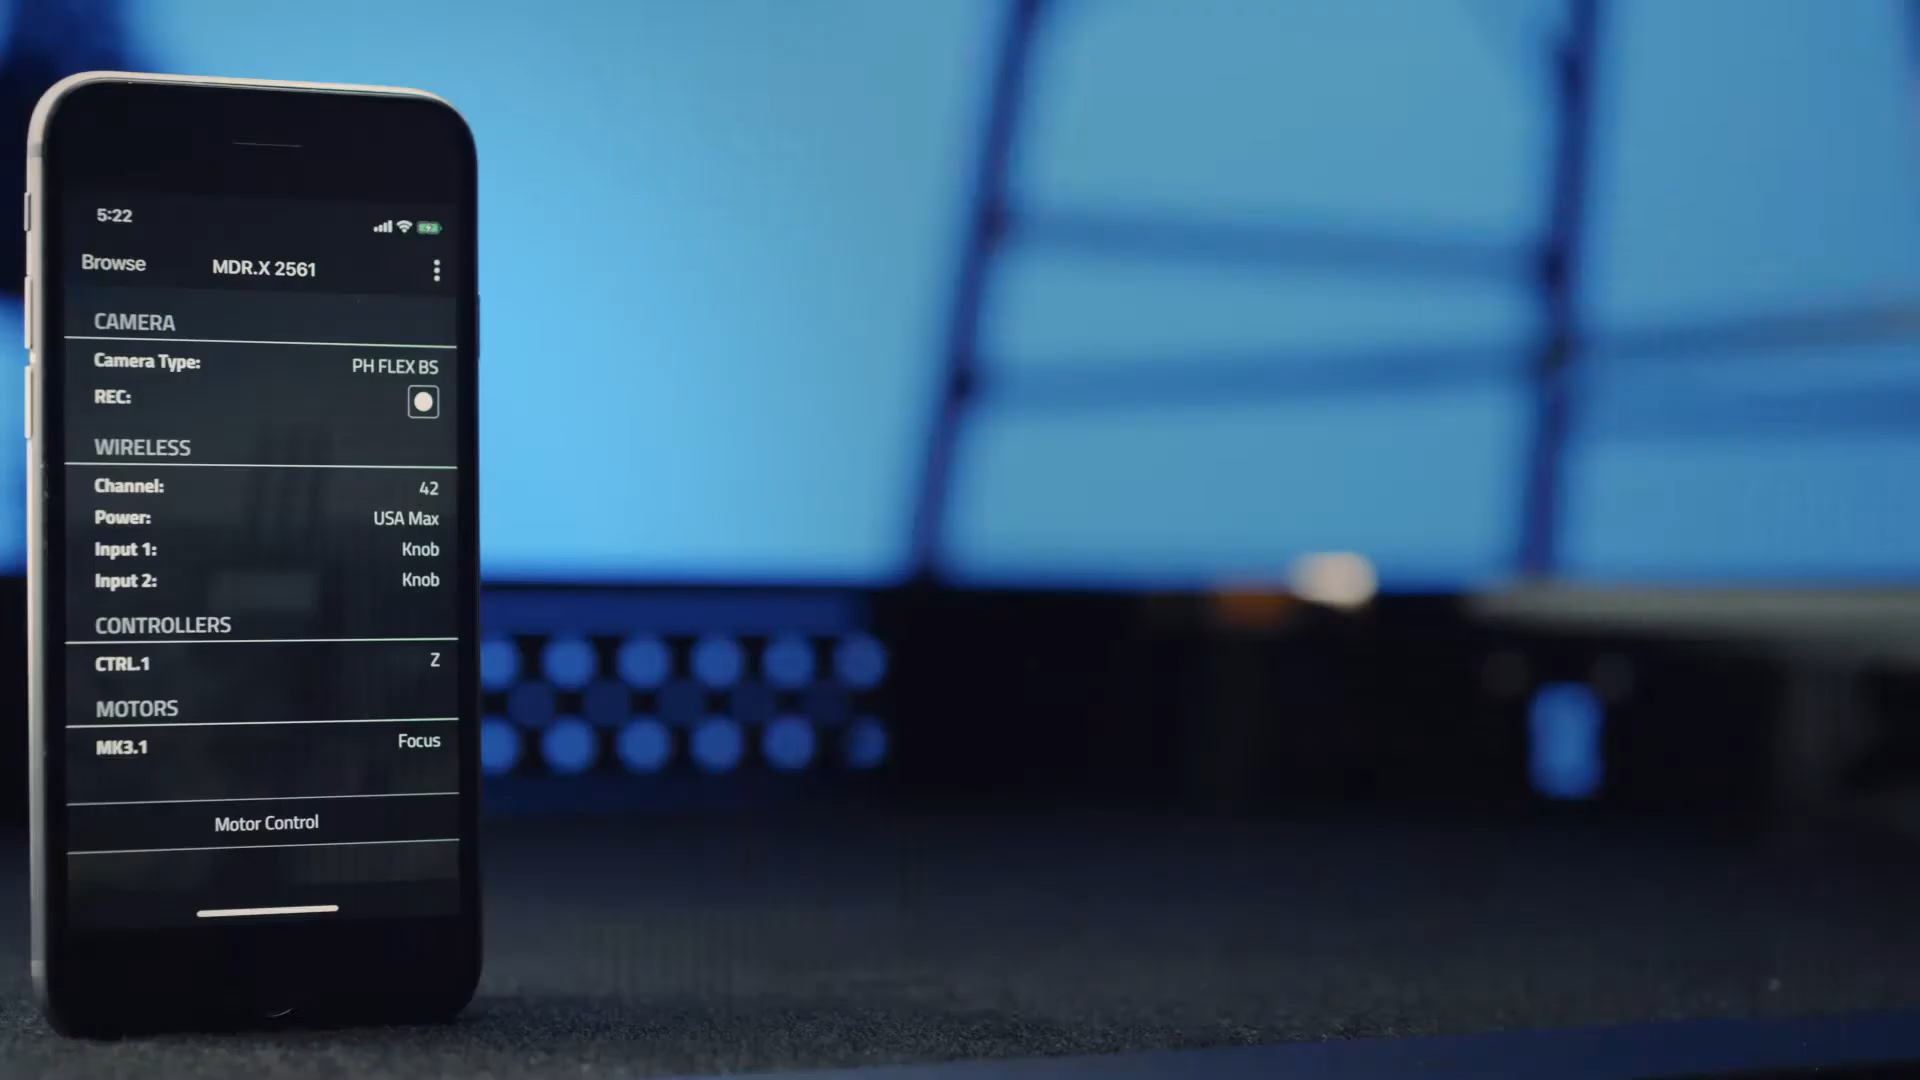 5:22
Browse MDR.X 2561
CAMERA
Camera Type: PH FLEX BS
REC:
WIRELESS
Channel: 42
Power: USA Max
Input 1: Knob
Input 2: Knob
CONTROLLERS
CTRL.1 Z
MOTORS
MK3.1 Focus
Motor Control